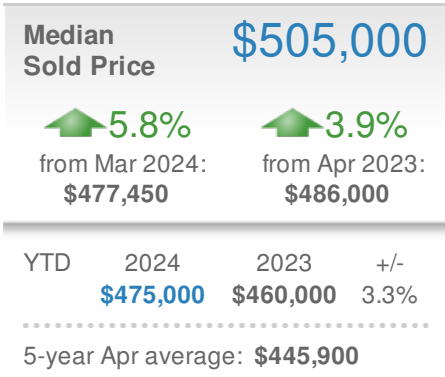 Median
Sold Price
$505,000
5.8%
from Mar 2024:
$477,450
3.9%
from Apr 2023:
$486,000
YTD 2024 2023 +/-
$475,000 $460,000 3.3%
5-year Apr average: $445,900